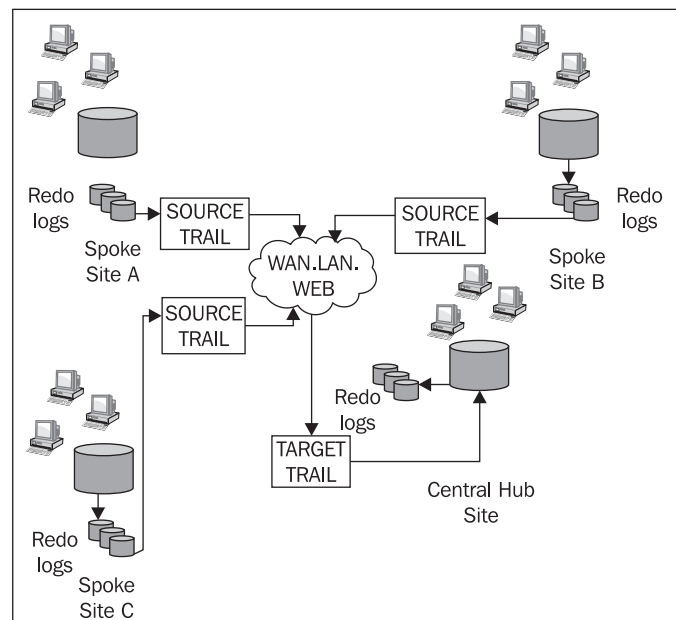 Redo
logs
SOURCE
TRAIL
Spoke
Site A
WAN.LAN.
WEB
SOURCE
TRAIL
Redo
logs
Spoke
Site B
SOURCE
TRAIL
Redo
logs
TARGET
TRAIL
Central Hub
Site
Redo
logs
Spoke
Site C